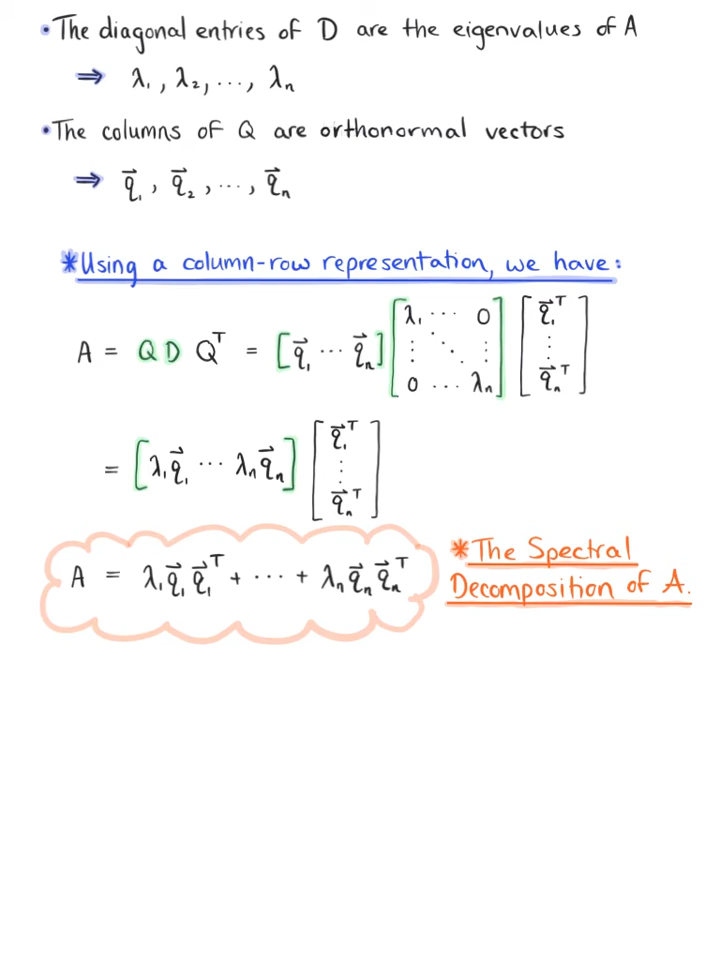 • The diagonal entries of D are the eigenvalues of A
⇒ λ₁, λ₂, ..., λₙ
• The columns of Q are orthonormal vectors
⇒ q⃗₁, q⃗₂, ..., q⃗ₙ
* Using a column-row representation, we have:
A = Q D Qᵀ = [q⃗₁ ⋯ q⃗ₙ] [λ₁ ⋯ 0 ; ⋮ ⋱ ⋮ ; 0 ⋯ λₙ] [q⃗₁ᵀ ; ⋮ ; q⃗ₙᵀ]
= [λ₁q⃗₁ ⋯ λₙq⃗ₙ] [q⃗₁ᵀ ; ⋮ ; q⃗ₙᵀ]
A = λ₁q⃗₁q⃗₁ᵀ + ⋯ + λₙq⃗ₙq⃗ₙᵀ
* The Spectral
Decomposition of A.